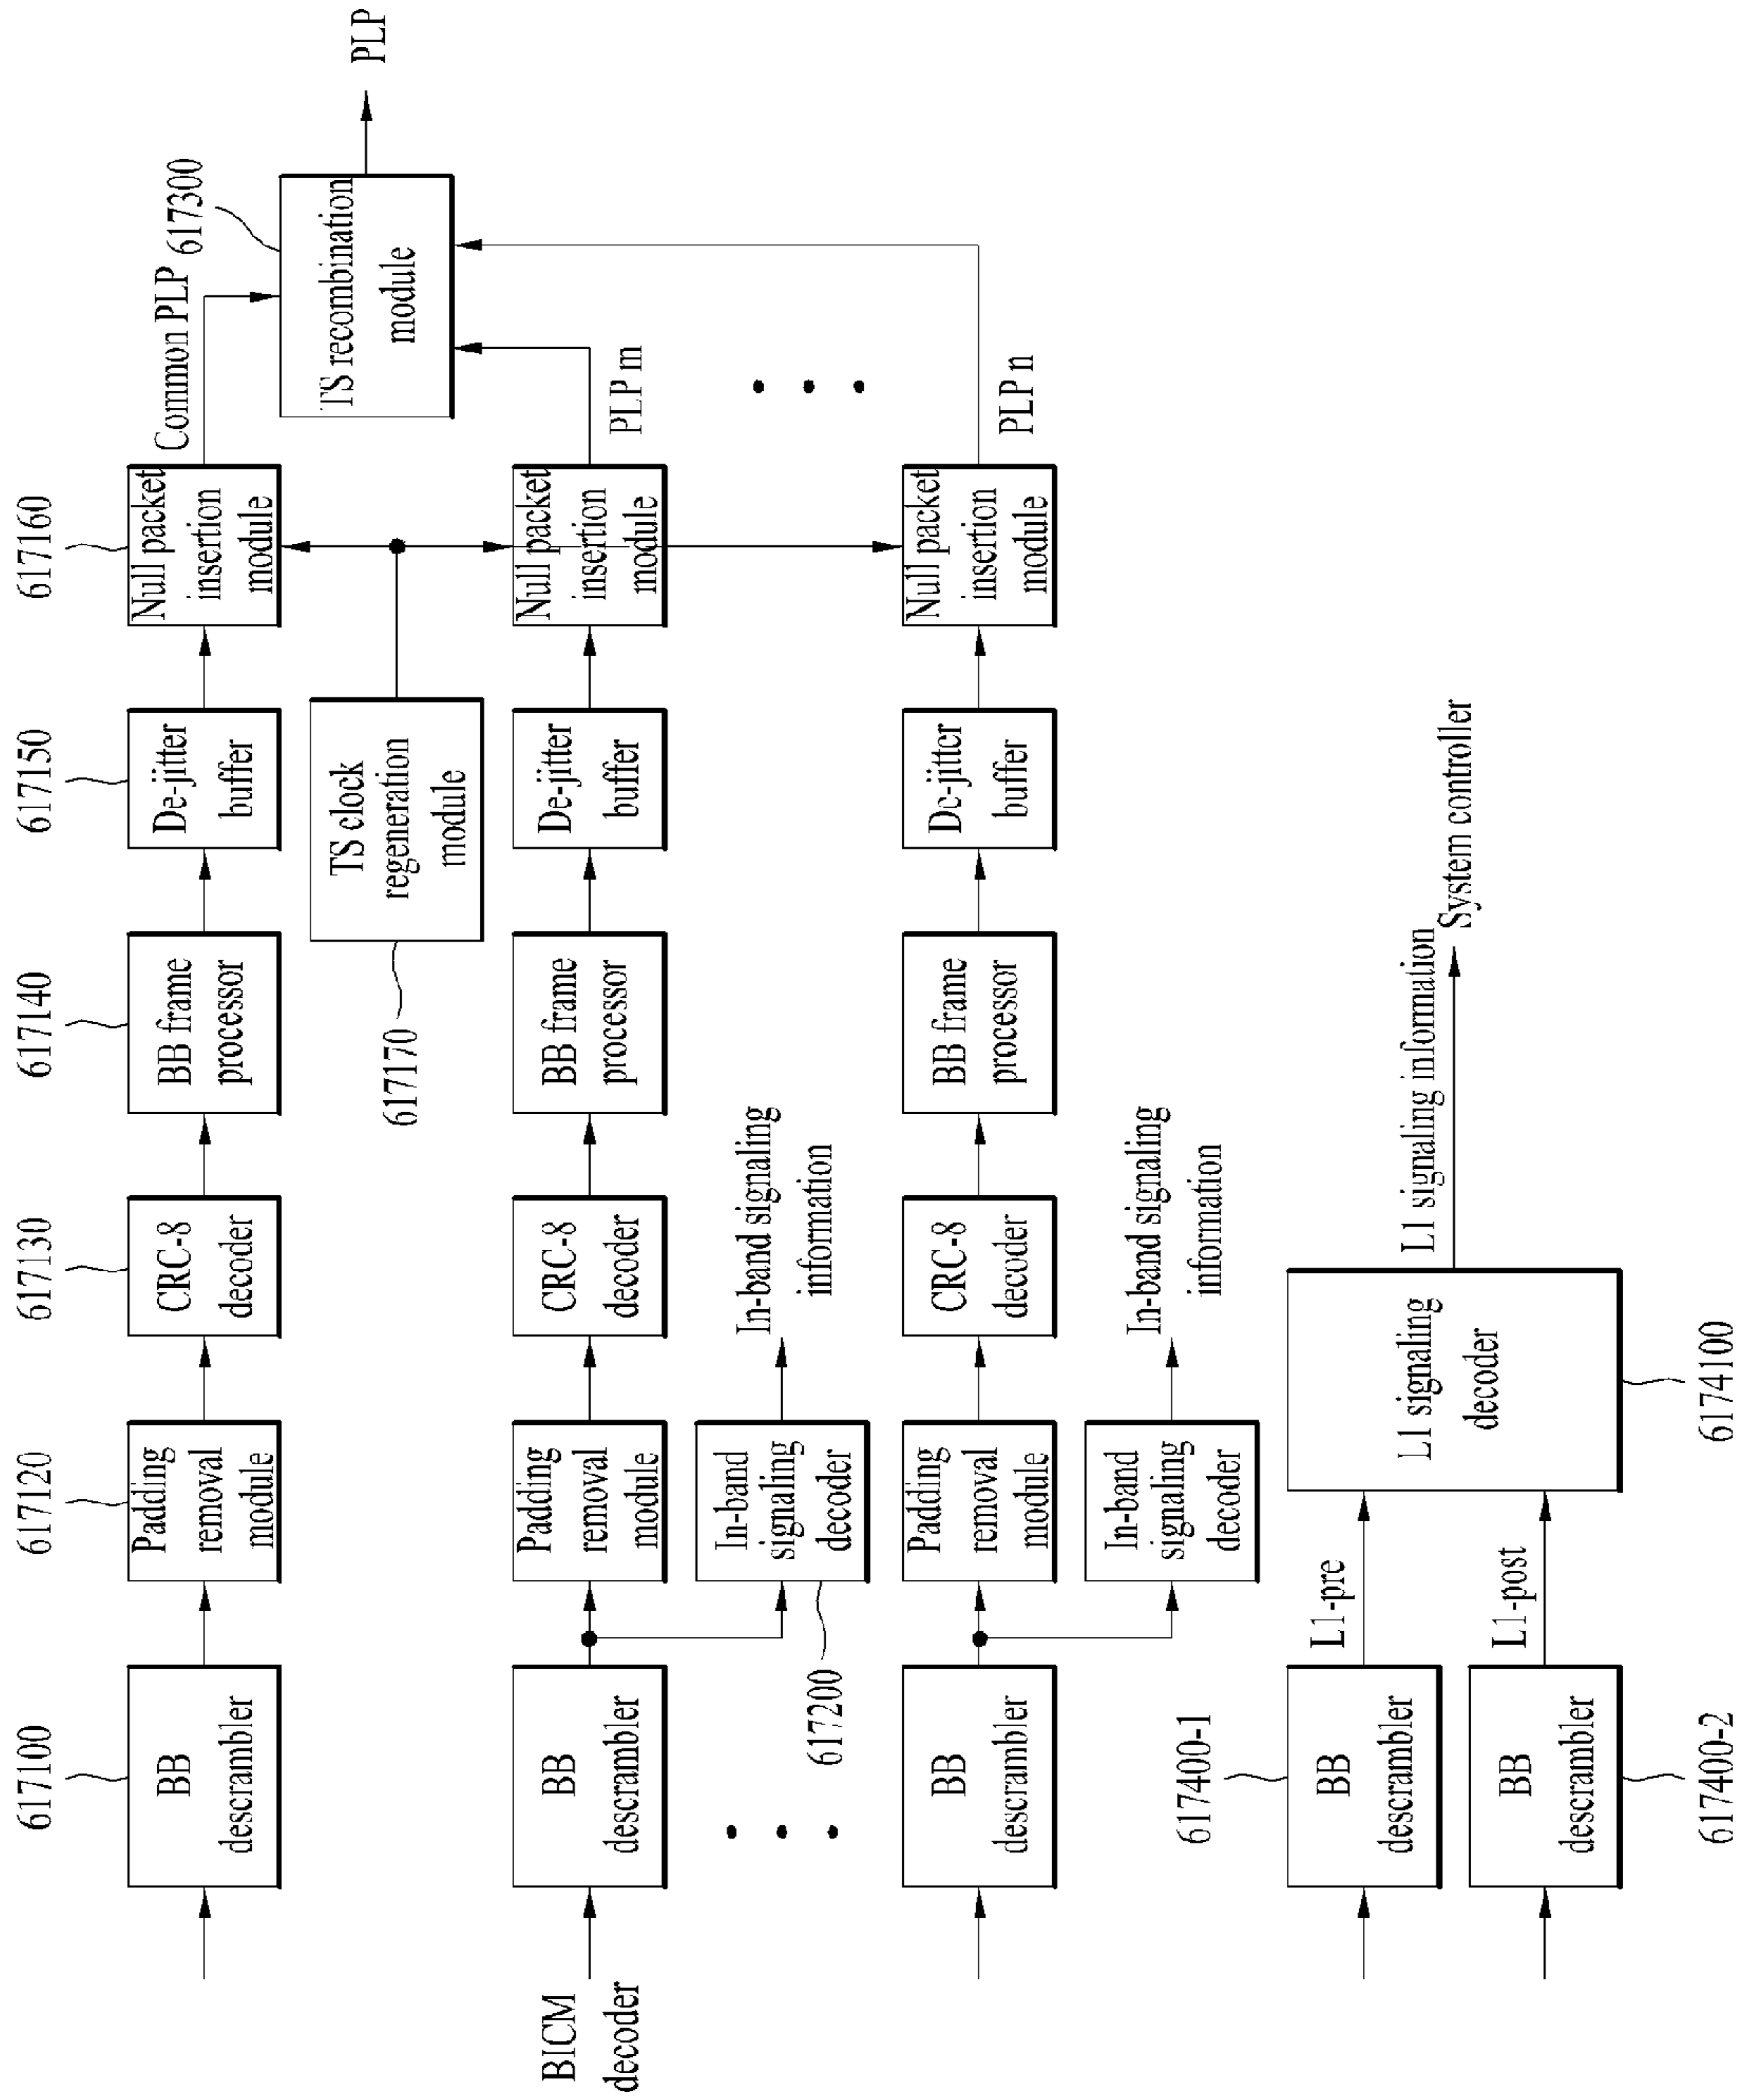 617100
617120
617130
617140
617150
617160
BB
descrambler
Padding
removal
module
CRC-8
decoder
BB frame
processor
De-jitter
buffer
Null packet
insertion
module
Common PLP
617300
TS recombination
module
PLP
TS clock
regeneration
module
617170
BICM
decoder
BB
descrambler
Padding
removal
module
CRC-8
decoder
BB frame
processor
De-jitter
buffer
Null packet
insertion
module
PLP m
In-band
signaling
decoder
617200
In-band signaling
information
BB
descrambler
Padding
removal
module
CRC-8
decoder
BB frame
processor
De-jitter
buffer
Null packet
insertion
module
PLP n
In-band
signaling
decoder
In-band signaling
information
617400-1
BB
descrambler
L1-pre
BB
descrambler
617400-2
L1-post
L1 signaling
decoder
6174100
L1 signaling information
System controller